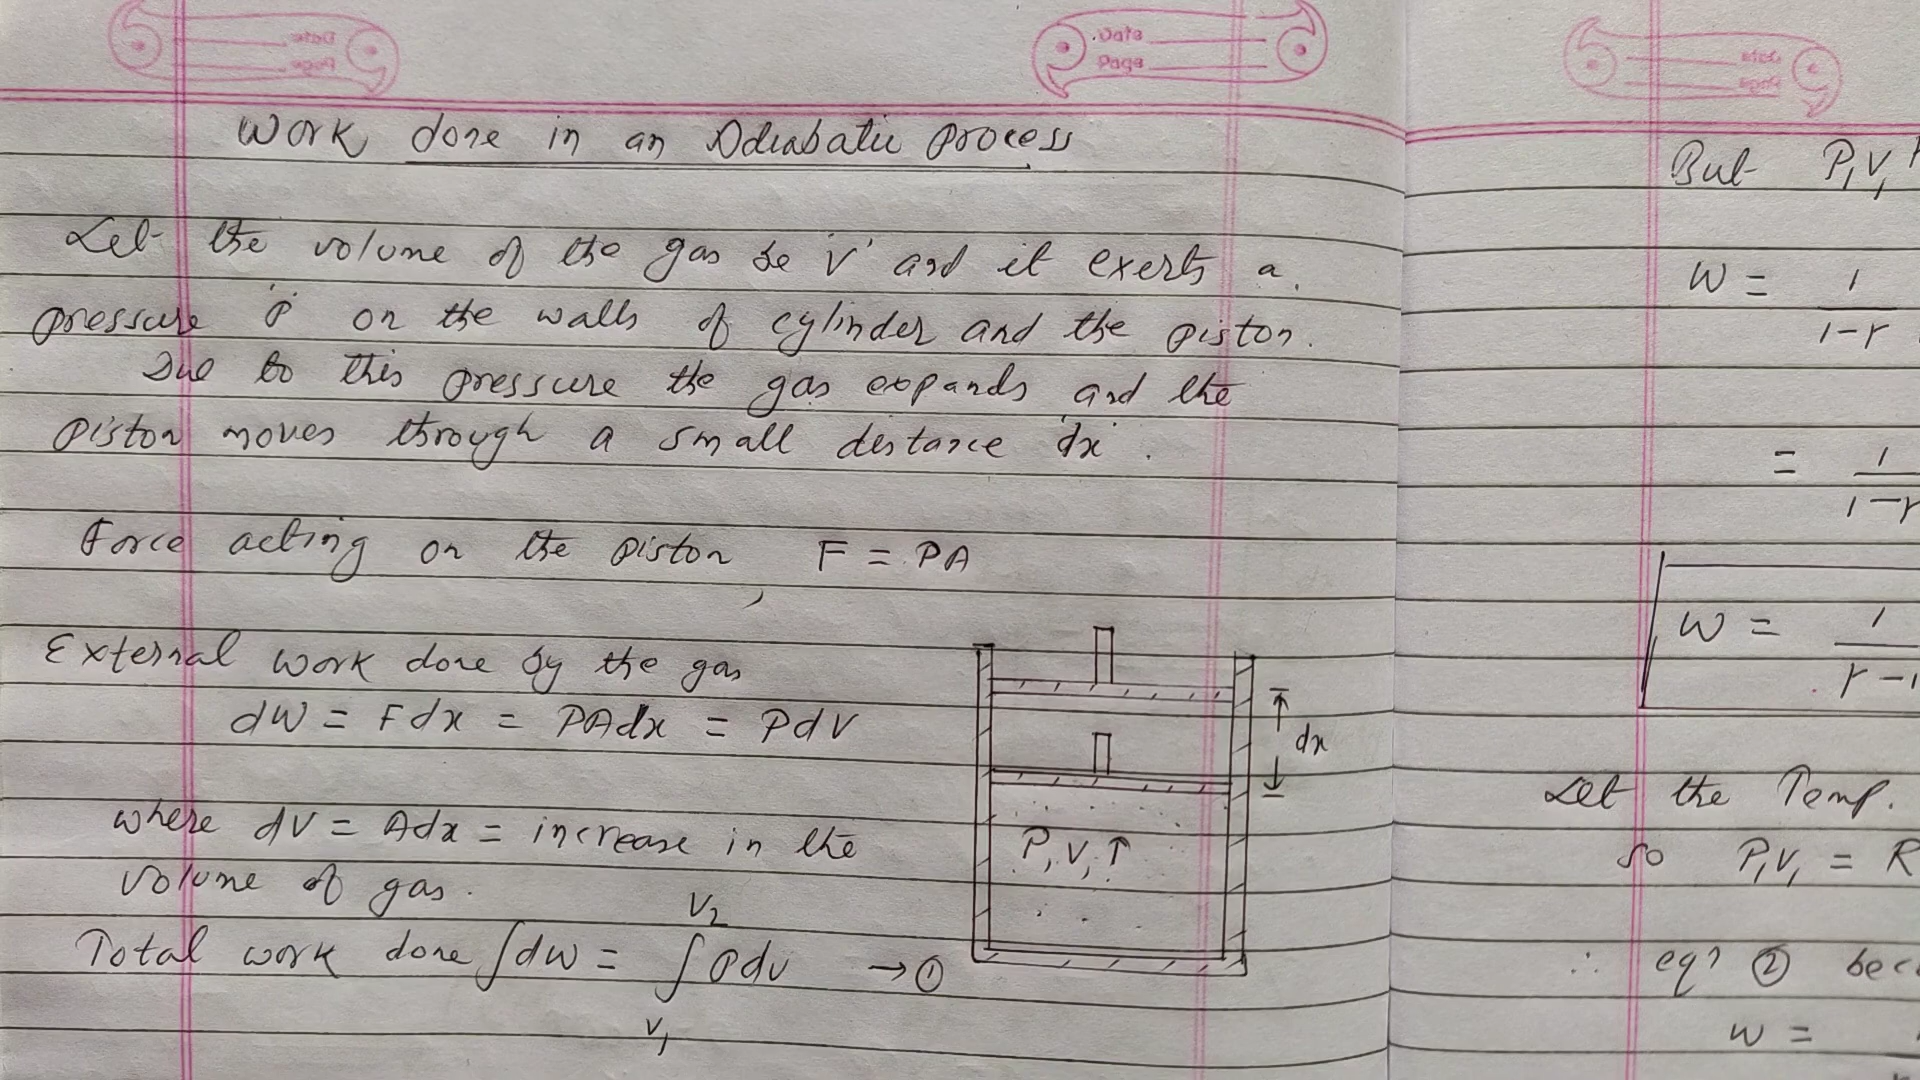 Date
Page
Work done in an Adiabatic process
Let the volume of the gas be 'V' and it exerts a
pressure 'P' on the walls of cylinder and the piston.
Due to this pressure the gas expands and the
piston moves through a small distance 'dx'.
Force acting on the piston F = PA
External work done by the gas
dW = Fdx = PAdx = PdV
where dV = Adx = increase in the
volume of gas.
Total work done ∫dW = ∫ PdV → ①
V₂
V₁
dx
P, V, T
But P₁V₁
W = 1
1-γ
= 1
1-γ
W = 1
γ-1
Let the Temp.
so P₁V₁ = R
∴ eqⁿ ②
W =